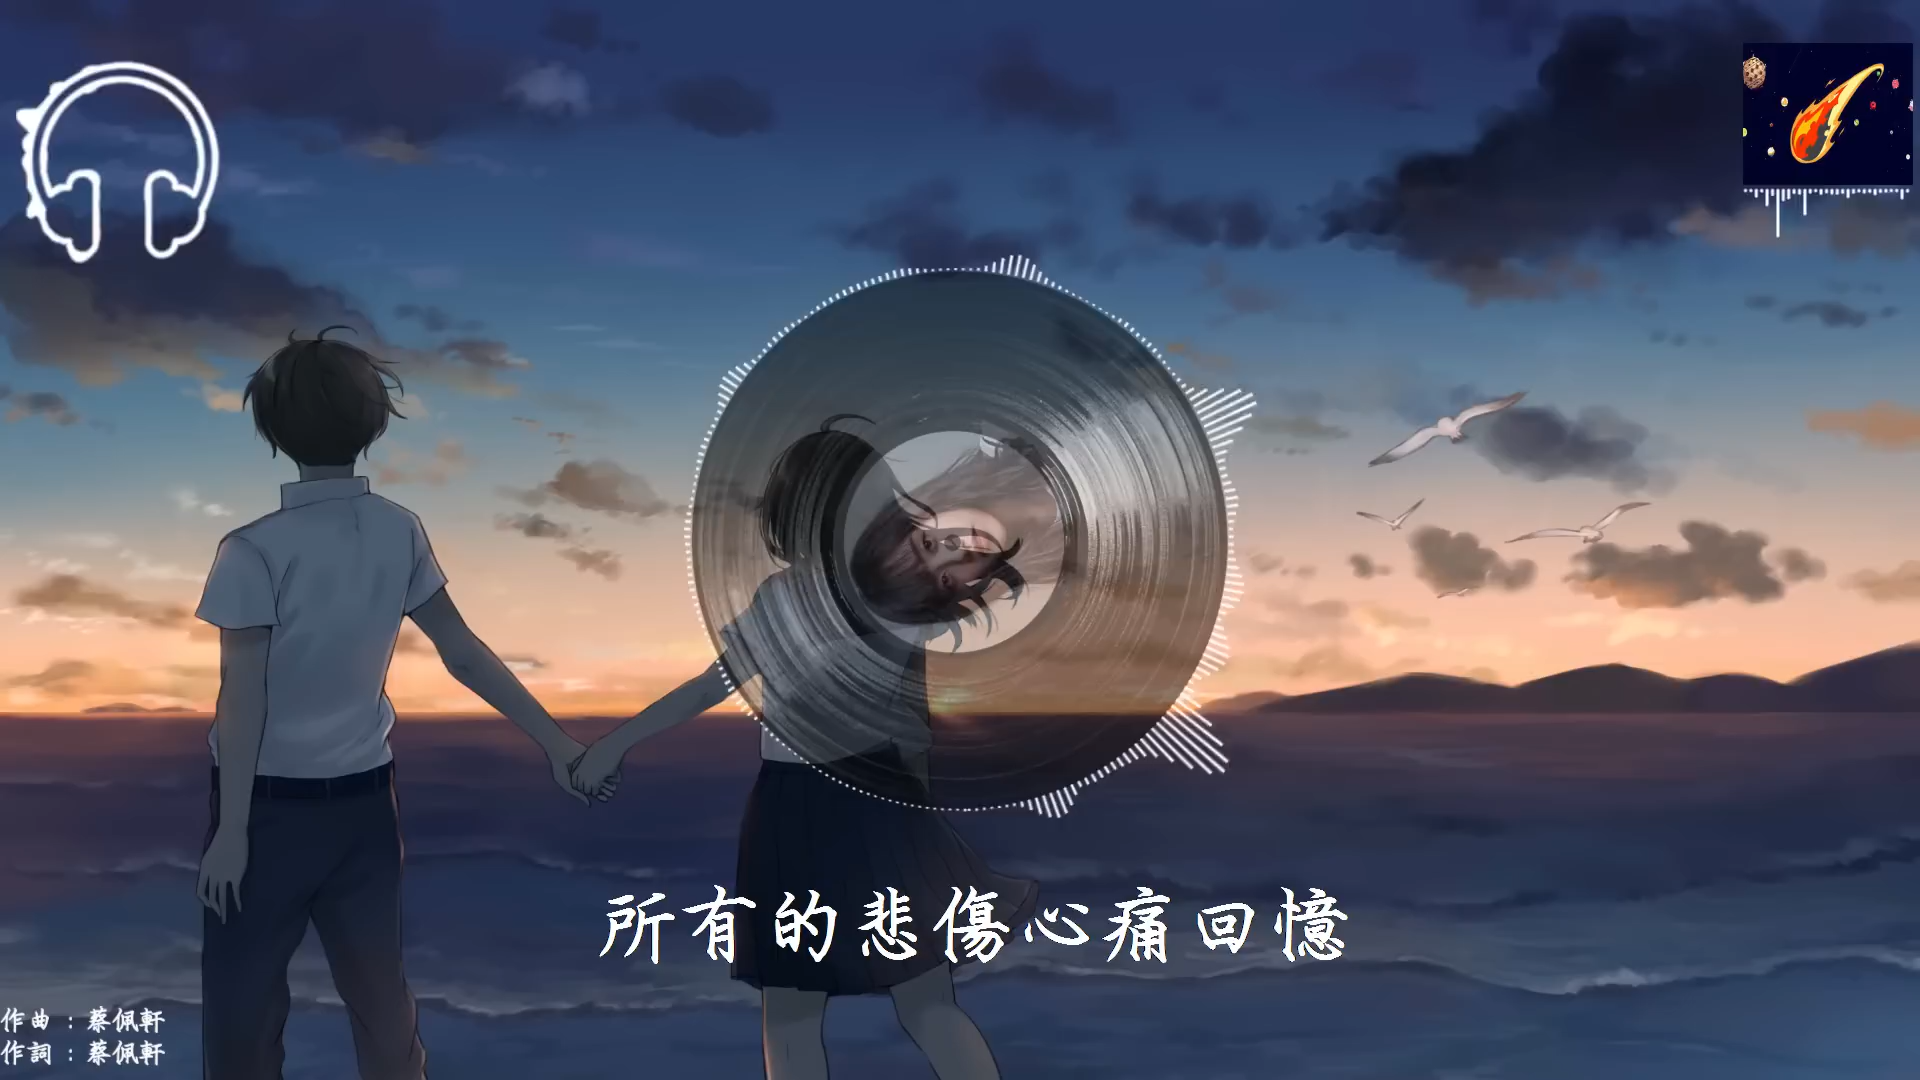 所有的悲傷心痛回憶
作曲 : 蔡佩軒
作詞 : 蔡佩軒